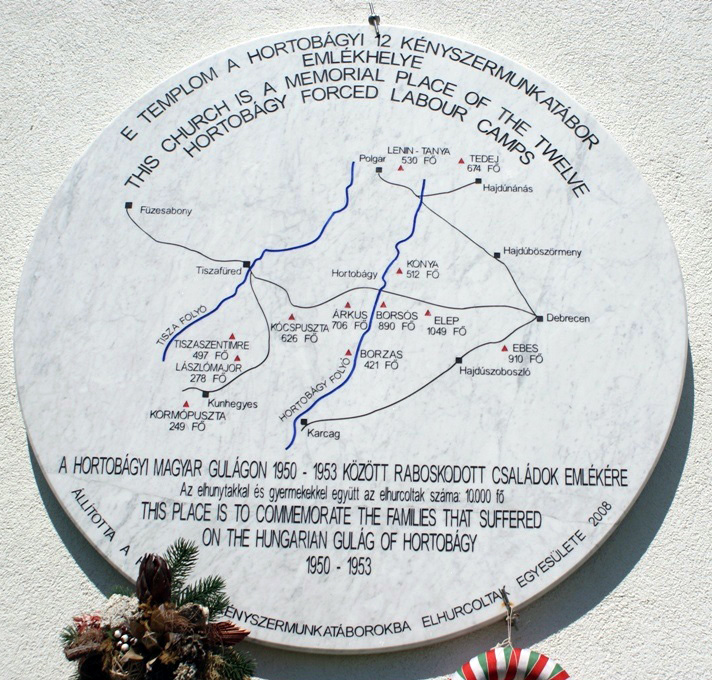 E TEMPLOM A HORTOBÁGYI 12 KÉNYSZERMUNKATÁBOR
EMLÉKHELYE
THIS CHURCH IS A MEMORIAL PLACE OF THE TWELVE
HORTOBÁGY FORCED LABOUR CAMPS
Polgar
LENIN - TANYA
530 FŐ
TEDEJ
674 FŐ
Hajdúnánás
Füzesabony
Hajdúböszörmény
Tiszafüred
Hortobágy
KÓNYA
512 FŐ
TISZA FOLYÓ
KÓCSPUSZTA
626 FŐ
ÁRKUS
706 FŐ
BORSÓS
890 FŐ
ELEP
1049 FŐ
Debrecen
TISZASZENTIMRE
497 FŐ
LÁSZLÓMAJOR
278 FŐ
BORZAS
421 FŐ
EBES
910 FŐ
Hajdúszoboszló
HORTOBÁGY FOLYÓ
Kunhegyes
KORMÓPUSZTA
249 FŐ
Karcag
A HORTOBÁGYI MAGYAR GULÁGON 1950 - 1953 KÖZÖTT RABOSKODOTT CSALÁDOK EMLÉKÉRE
Az elhunytakkal és gyermekekkel együtt az elhurcoltak száma: 10.000 fő
THIS PLACE IS TO COMMEMORATE THE FAMILIES THAT SUFFERED
ON THE HUNGARIAN GULÁG OF HORTOBÁGY
1950 - 1953
ÁLLÍTOTTA A KÉNYSZERMUNKATÁBOROKBA ELHURCOLTAK EGYESÜLETE 2008